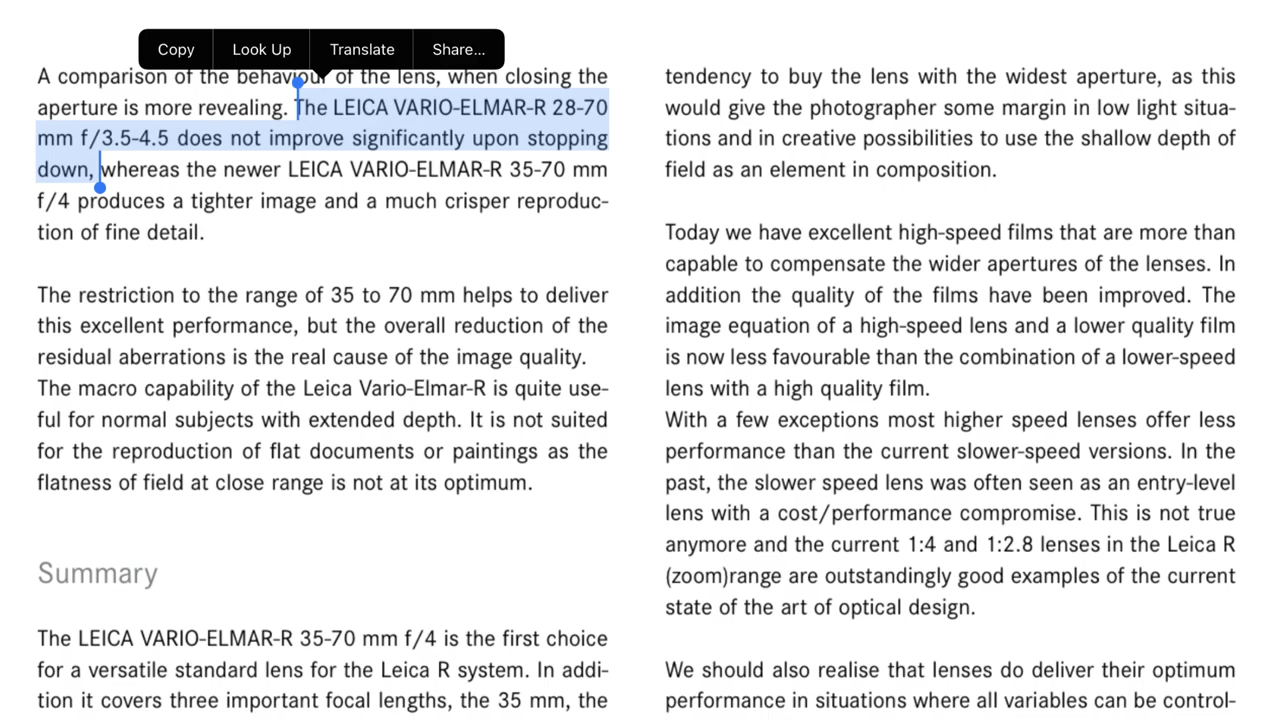 Copy Look Up Translate Share...
A comparison of the behaviour of the lens, when closing the
aperture is more revealing. The LEICA VARIO-ELMAR-R 28-70
mm f/3.5-4.5 does not improve significantly upon stopping
down, whereas the newer LEICA VARIO-ELMAR-R 35-70 mm
f/4 produces a tighter image and a much crisper reproduc-
tion of fine detail.
The restriction to the range of 35 to 70 mm helps to deliver
this excellent performance, but the overall reduction of the
residual aberrations is the real cause of the image quality.
The macro capability of the Leica Vario-Elmar-R is quite use-
ful for normal subjects with extended depth. It is not suited
for the reproduction of flat documents or paintings as the
flatness of field at close range is not at its optimum.
Summary
The LEICA VARIO-ELMAR-R 35-70 mm f/4 is the first choice
for a versatile standard lens for the Leica R system. In addi-
tion it covers three important focal lengths, the 35 mm, the
tendency to buy the lens with the widest aperture, as this
would give the photographer some margin in low light situa-
tions and in creative possibilities to use the shallow depth of
field as an element in composition.
Today we have excellent high-speed films that are more than
capable to compensate the wider apertures of the lenses. In
addition the quality of the films have been improved. The
image equation of a high-speed lens and a lower quality film
is now less favourable than the combination of a lower-speed
lens with a high quality film.
With a few exceptions most higher speed lenses offer less
performance than the current slower-speed versions. In the
past, the slower speed lens was often seen as an entry-level
lens with a cost/performance compromise. This is not true
anymore and the current 1:4 and 1:2.8 lenses in the Leica R
(zoom)range are outstandingly good examples of the current
state of the art of optical design.
We should also realise that lenses do deliver their optimum
performance in situations where all variables can be control-